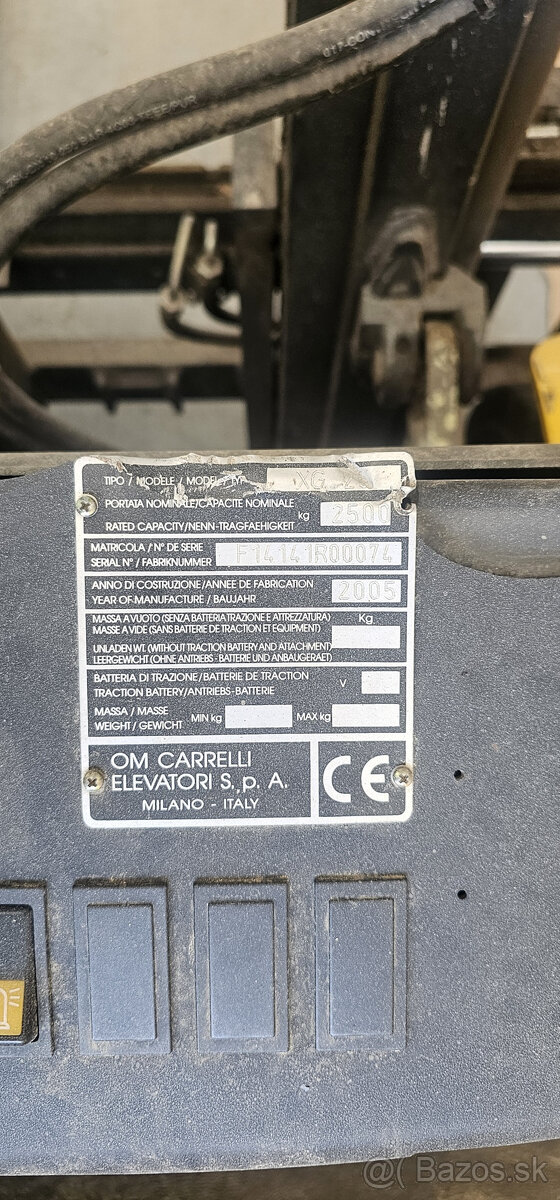 TIPO / MODÈLE / MODEL / TYP XG
PORTATA NOMINALE/CAPACITE NOMINALE
RATED CAPACITY/NENN-TRAGFAEHIGKEIT kg 2500
MATRICOLA / N° DE SERIE
SERIAL N° / FABRIKNUMMER F14141R00074
ANNO DI COSTRUZIONE/ANNEE DE FABRICATION
YEAR OF MANUFACTURE / BAUJAHR 2005
MASSA A VUOTO (SENZA BATTERIA TRAZIONE E ATTREZZATURA) Kg
MASSE A VIDE (SANS BATTERIE DE TRACTION ET EQUIPMENT)
UNLADEN WT. (WITHOUT TRACTION BATTERY AND ATTACHMENT)
LEERGEWICHT (OHNE ANTRIEBS - BATTERIE UND ANBAUGERAET)
BATTERIA DI TRAZIONE/BATTERIE DE TRACTION
TRACTION BATTERY/ANTRIEBS-BATTERIE V
MASSA / MASSE
WEIGHT / GEWICHT MIN kg MAX kg
OM CARRELLI
ELEVATORI S.p.A.
MILANO - ITALY
CE
@ Bazos.sk